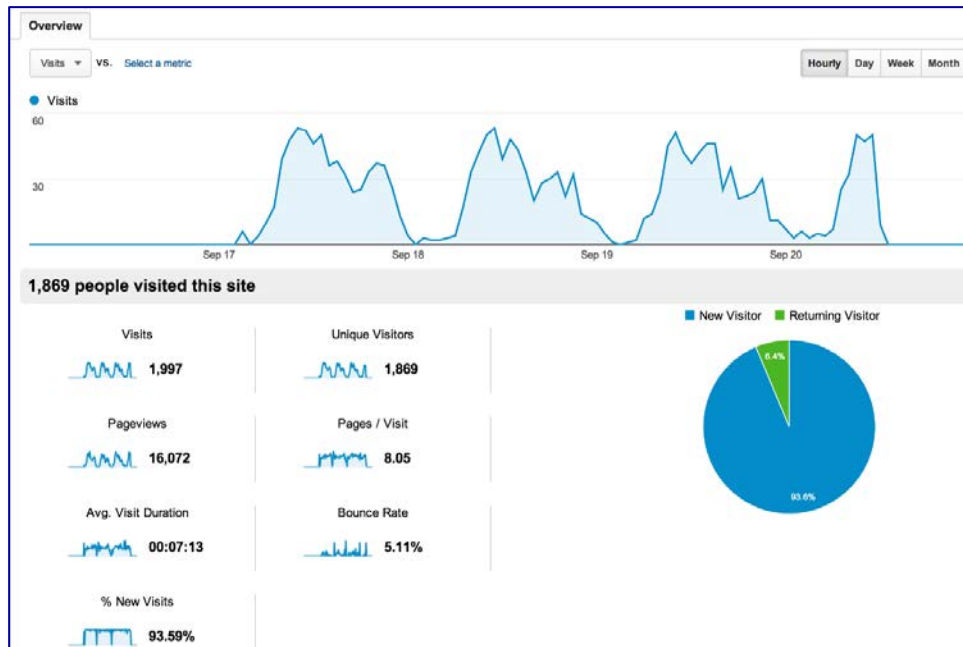 Overview
Visits vs. Select a metric Hourly Day Week Month
Visits
60
30
Sep 17 Sep 18 Sep 19 Sep 20
1,869 people visited this site
New Visitor Returning Visitor
Visits Unique Visitors
1,997 1,869
6.4%
Pageviews Pages / Visit
16,072 8.05
93.6%
Avg. Visit Duration Bounce Rate
00:07:13 5.11%
% New Visits
93.59%